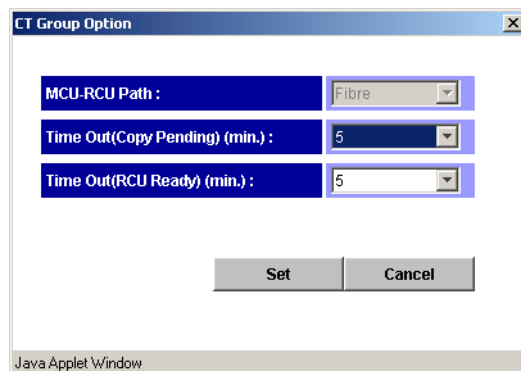 CT Group Option
MCU-RCU Path : Fibre
Time Out(Copy Pending) (min.) : 5
Time Out(RCU Ready) (min.) : 5
Set Cancel
Java Applet Window